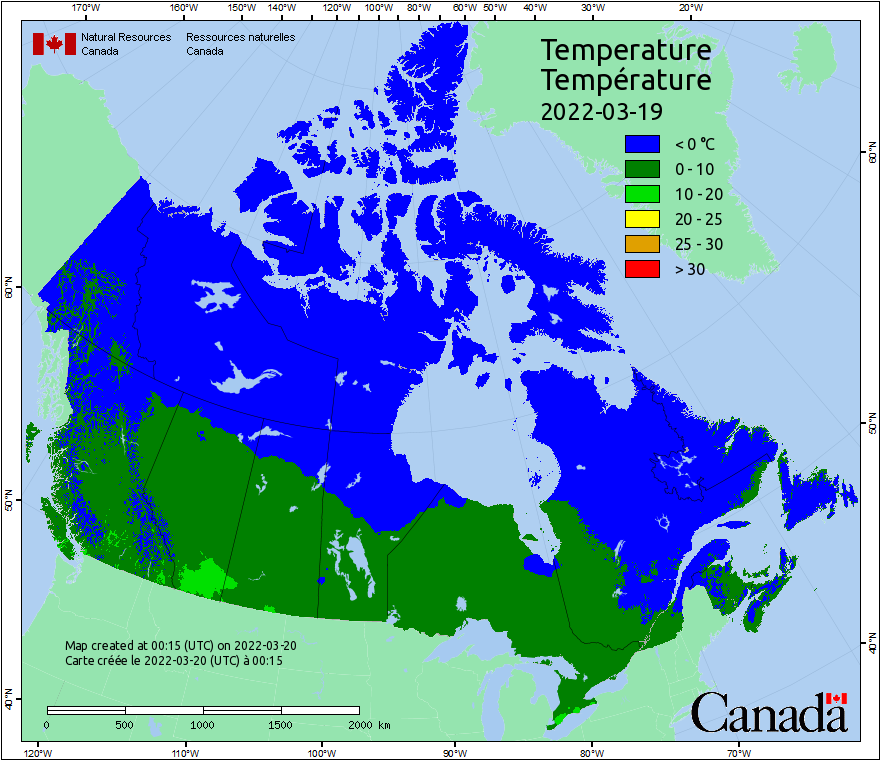 170°W 160°W 150°W 140°W 130°W 120°W 110°W 100°W 90°W 80°W 60°W 50°W 40°W 30°W 20°W
Natural Resources Ressources naturelles
Canada Canada
Temperature
Température
2022-03-19
< 0 °C
0 - 10
10 - 20
20 - 25
25 - 30
> 30
60°N
60°N
50°N
50°N
40°N
40°N
Map created at 00:15 (UTC) on 2022-03-20
Carte créée le 2022-03-20 (UTC) à 00:15
0 500 1000 1500 2000 km
Canada
120°W 110°W 100°W 90°W 80°W 70°W